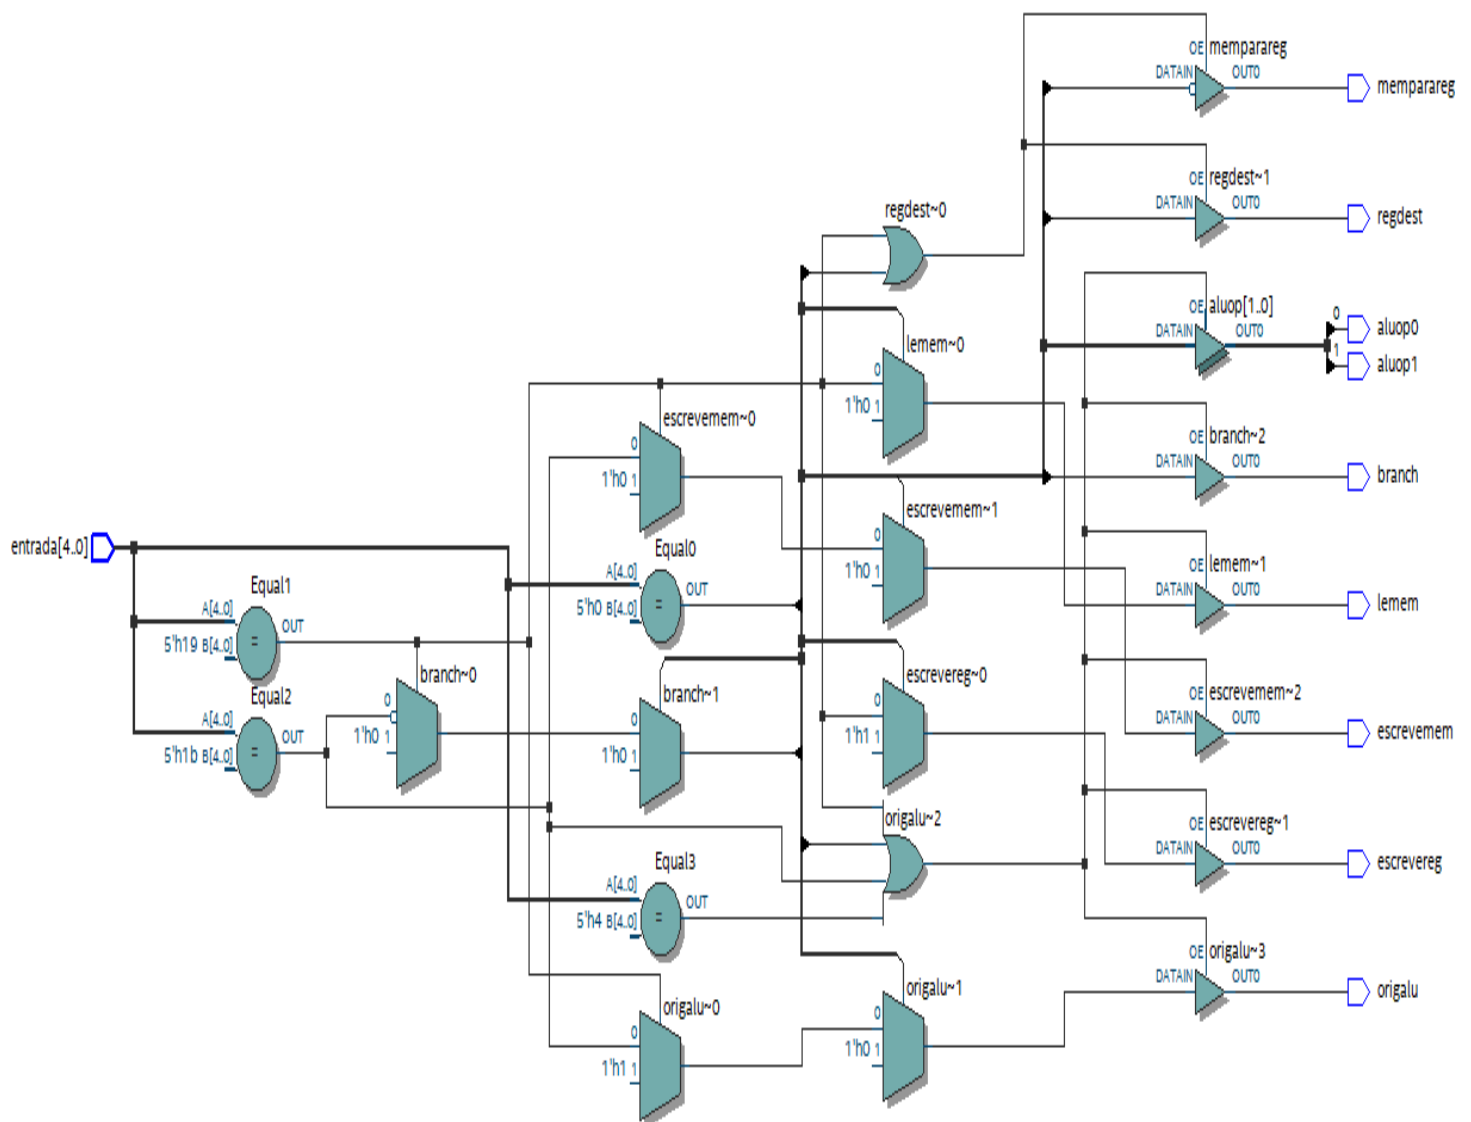 OE memparareg
DATAIN OUT0
memparareg
OE regdest~1
DATAIN OUT0
regdest
regdest~0
OE aluop[1..0]
DATAIN OUT0
0
aluop0
1
aluop1
lemem~0
0
1'h0 1
escrevemem~0
0
1'h0 1
OE branch~2
DATAIN OUT0
branch
escrevemem~1
0
1'h0 1
entrada[4..0]
Equal0
A[4..0]
OUT
5'h0 B[4..0]
=
OE lemem~1
DATAIN OUT0
lemem
Equal1
A[4..0]
OUT
5'h19 B[4..0]
=
branch~0
0
1'h0 1
Equal2
A[4..0]
OUT
5'h1b B[4..0]
=
branch~1
0
1'h0 1
escrevereg~0
0
1'h1 1
OE escrevemem~2
DATAIN OUT0
escrevemem
origalu~2
OE escrevereg~1
DATAIN OUT0
escrevereg
Equal3
A[4..0]
OUT
5'h4 B[4..0]
=
OE origalu~3
DATAIN OUT0
origalu
origalu~0
0
1'h1 1
origalu~1
0
1'h0 1